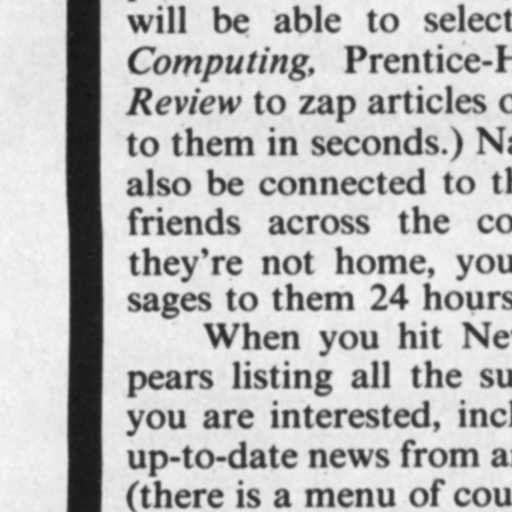 will be able to select
Computing, Prentice-H
Review to zap articles o
to them in seconds.) Na
also be connected to th
friends across the co
they're not home, you
sages to them 24 hours
When you hit Nev
pears listing all the su
you are interested, incl
up-to-date news from a
(there is a menu of cou